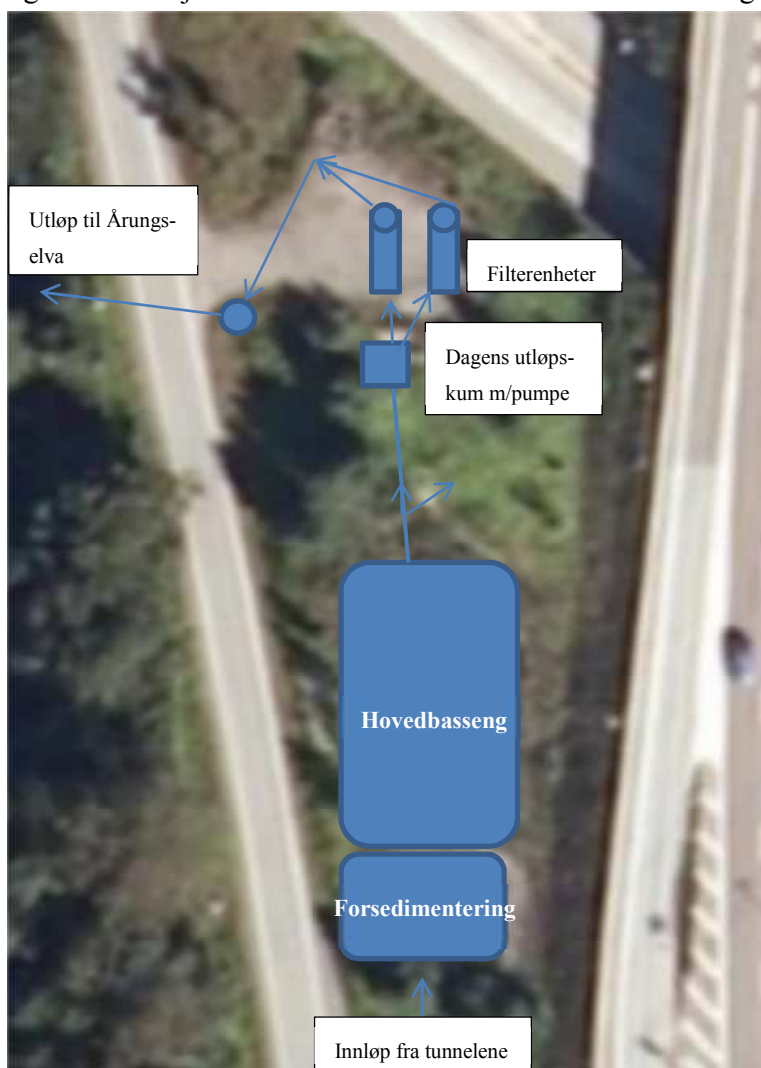 Utløp til Årungs-
elva
Filterenheter
Dagens utløps-
kum m/pumpe
Hovedbasseng
Forsedimentering
Innløp fra tunnelene